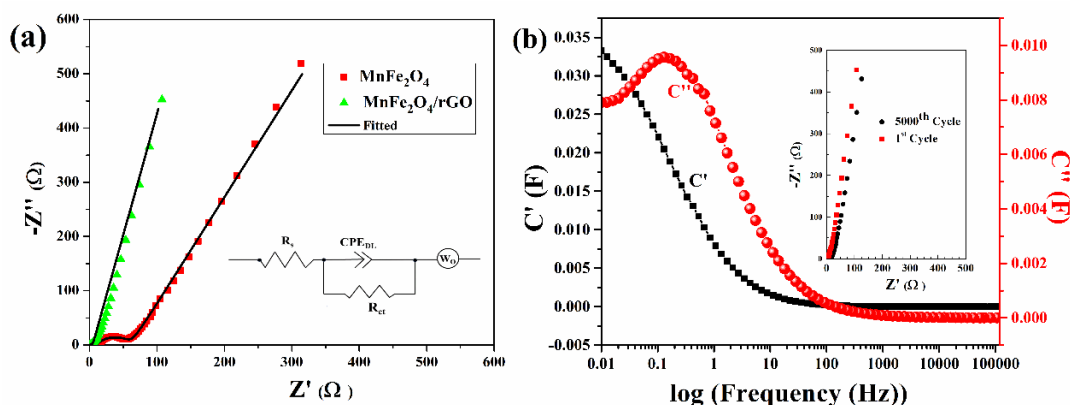 (a)
600
500
400
300
200
100
0
-Z'' (Ω)
MnFe₂O₄
MnFe₂O₄/rGO
Fitted
Rₛ
CPE_DL
W₀
R_ct
0 100 200 300 400 500 600
Z' (Ω)
(b)
0.035
0.030
0.025
0.020
0.015
0.010
0.005
0.000
-0.005
C' (F)
C''
C'
500
400
300
200
100
0
-Z'' (Ω)
5000ᵗʰ Cycle
1ˢᵗ Cycle
0 100 200 300 400 500
Z' (Ω)
0.010
0.008
0.006
0.004
0.002
0.000
C'' (F)
0.01 0.1 1 10 100 1000 10000 100000
log (Frequency (Hz))